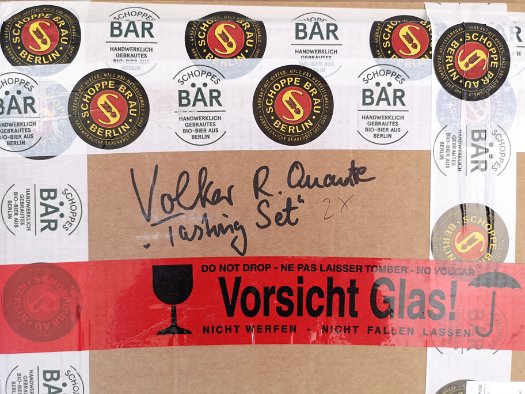 SCHOPPE BRÄU
BERLIN
SCHOPPES
BÄR
HANDWERKLICH
GEBRAUTES
BIO-BIER AUS
BERLIN
Volker R. Quante
"Tasting Set" 2x
DO NOT DROP - NE PAS LAISSER TOMBER - NO VOLCAR
Vorsicht Glas!
NICHT WERFEN - NICHT FALLEN LASSEN